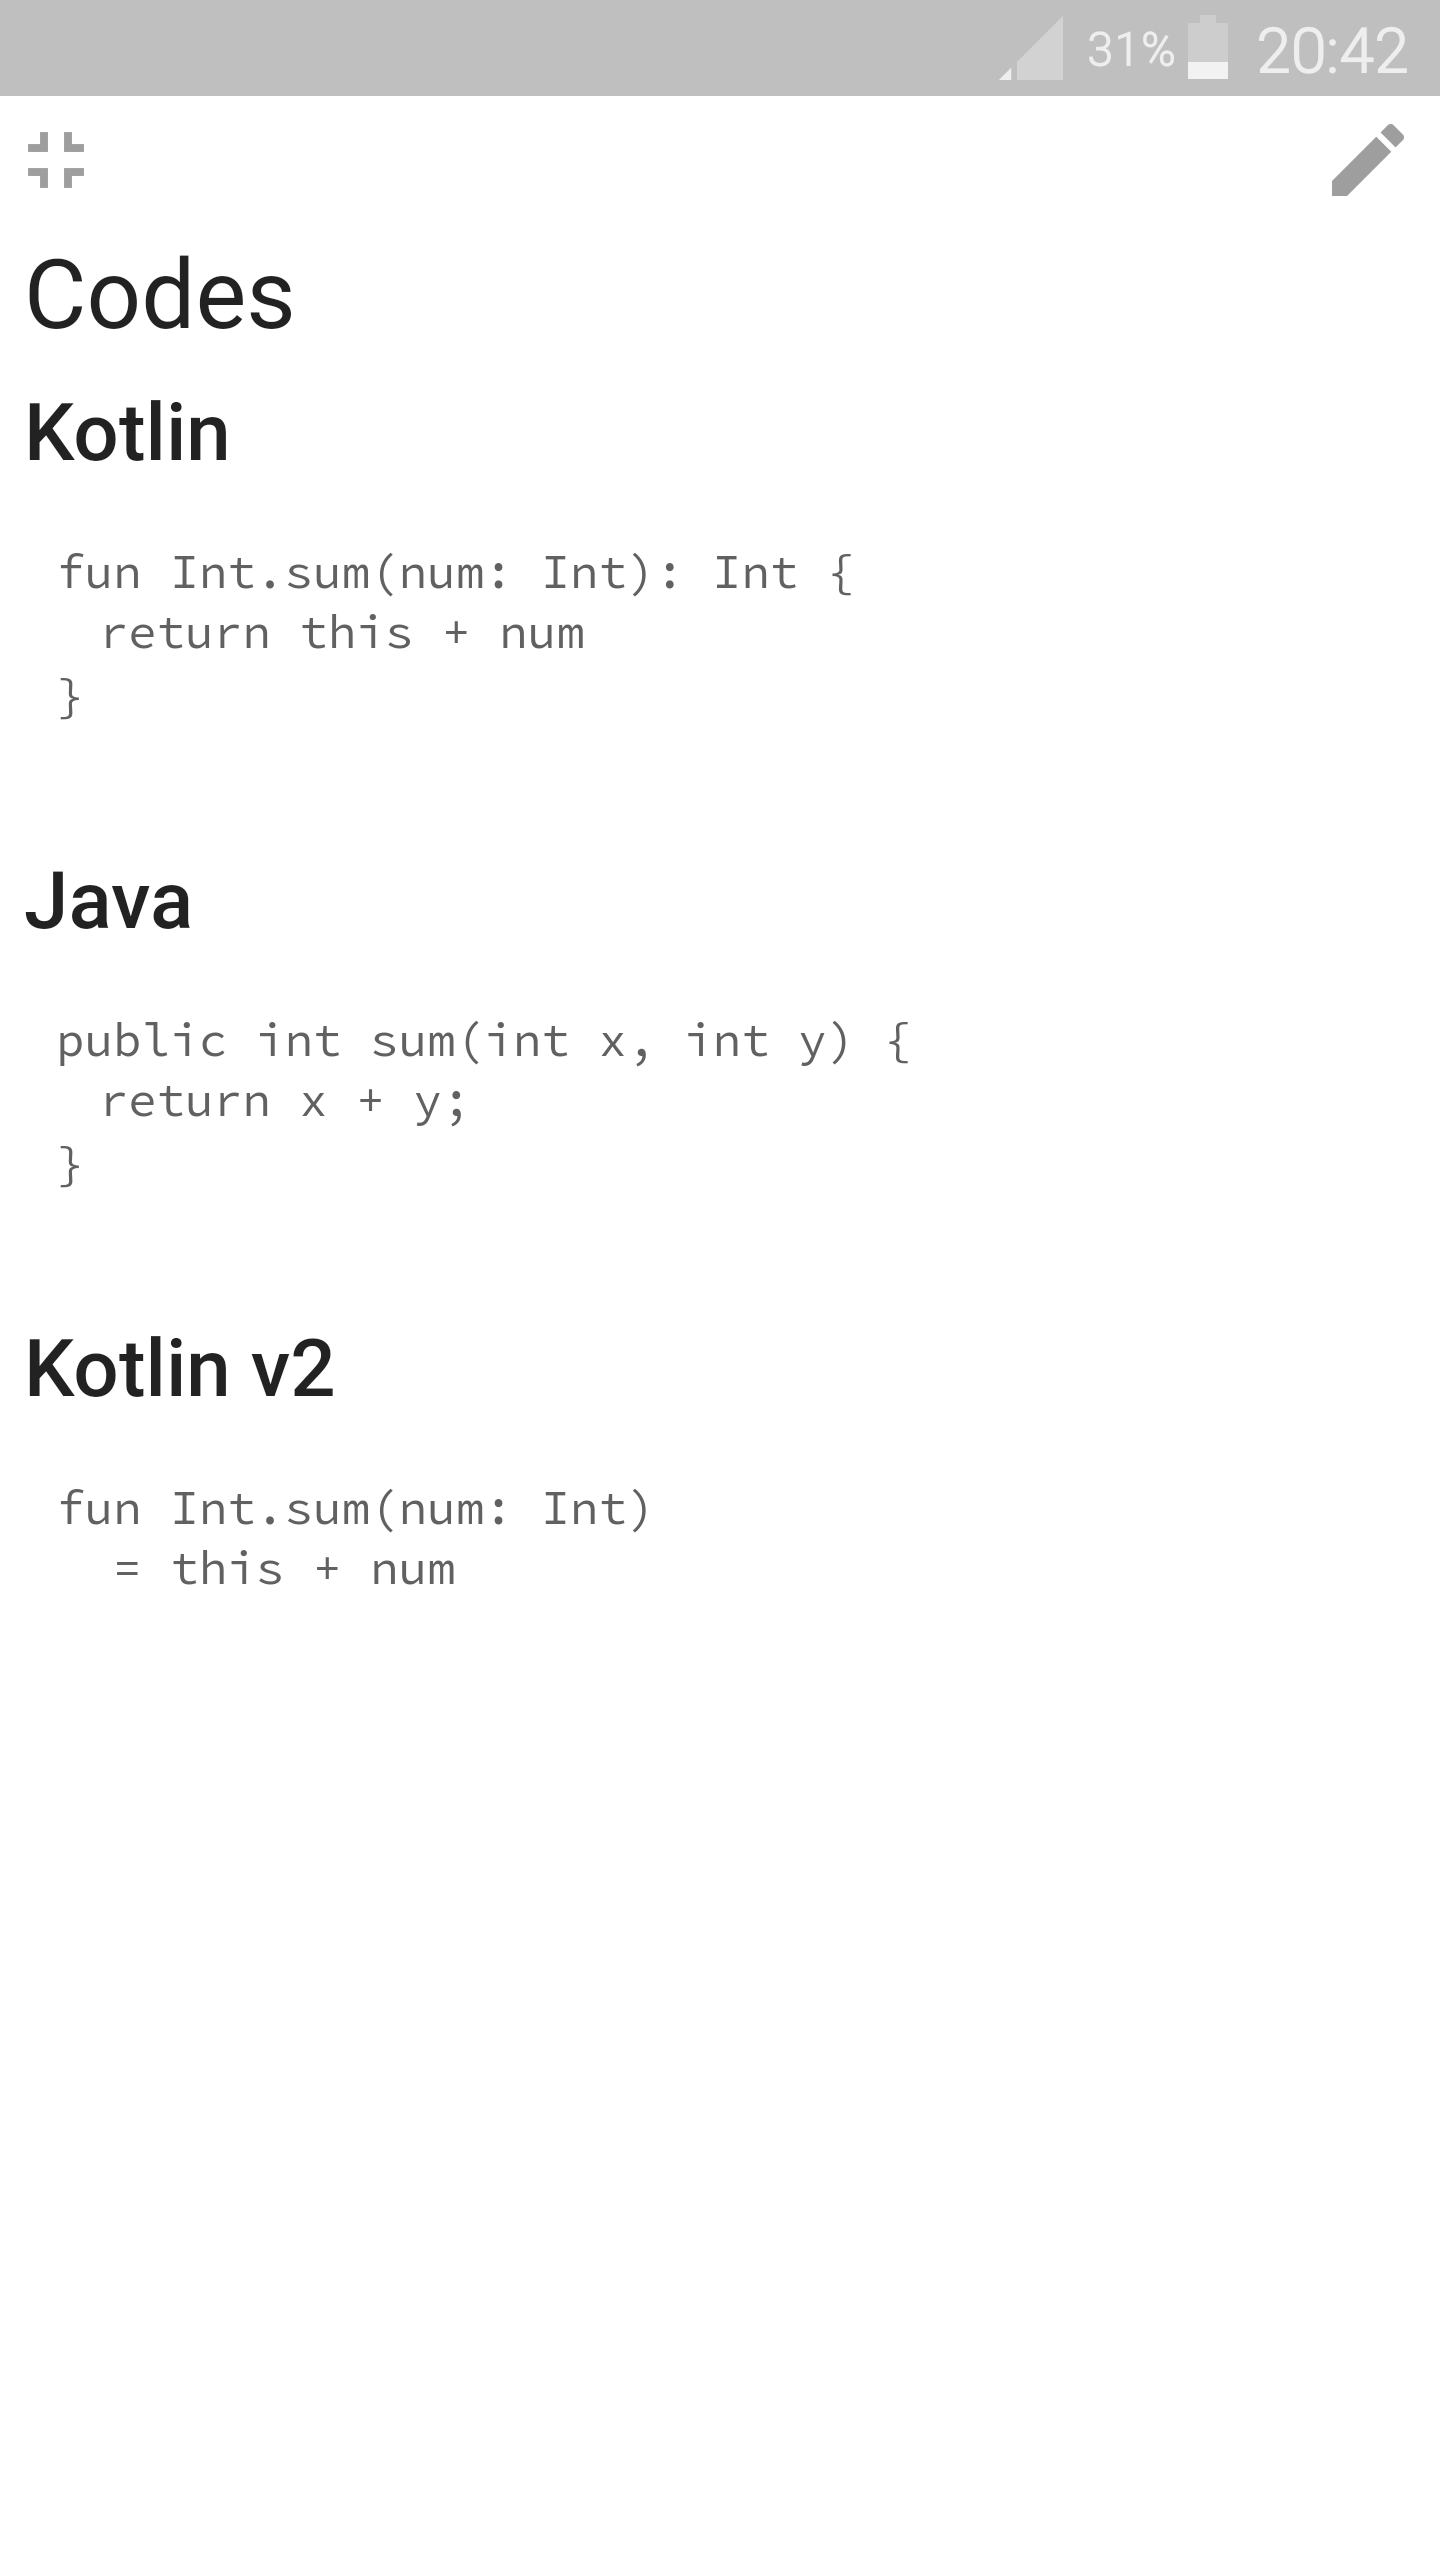 31% 20:42
Codes
Kotlin
fun Int.sum(num: Int): Int {
  return this + num
}
Java
public int sum(int x, int y) {
  return x + y;
}
Kotlin v2
fun Int.sum(num: Int)
  = this + num